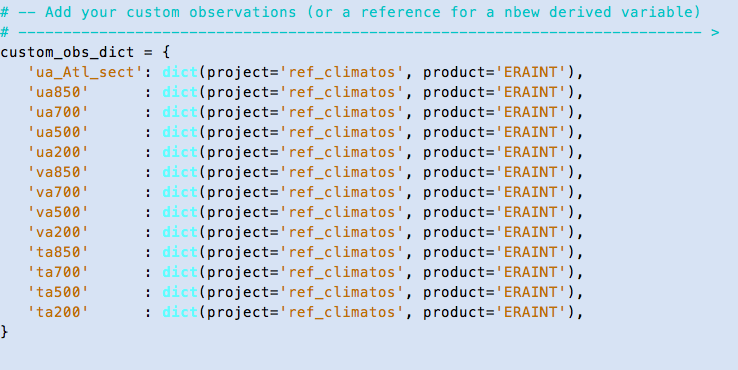 # -- Add your custom observations (or a reference for a nbew derived variable)
# ---------------------------------------------------------------------------- >
custom_obs_dict = {
   'ua_Atl_sect': dict(project='ref_climatos', product='ERAINT'),
   'ua850'      : dict(project='ref_climatos', product='ERAINT'),
   'ua700'      : dict(project='ref_climatos', product='ERAINT'),
   'ua500'      : dict(project='ref_climatos', product='ERAINT'),
   'ua200'      : dict(project='ref_climatos', product='ERAINT'),
   'va850'      : dict(project='ref_climatos', product='ERAINT'),
   'va700'      : dict(project='ref_climatos', product='ERAINT'),
   'va500'      : dict(project='ref_climatos', product='ERAINT'),
   'va200'      : dict(project='ref_climatos', product='ERAINT'),
   'ta850'      : dict(project='ref_climatos', product='ERAINT'),
   'ta700'      : dict(project='ref_climatos', product='ERAINT'),
   'ta500'      : dict(project='ref_climatos', product='ERAINT'),
   'ta200'      : dict(project='ref_climatos', product='ERAINT'),
}